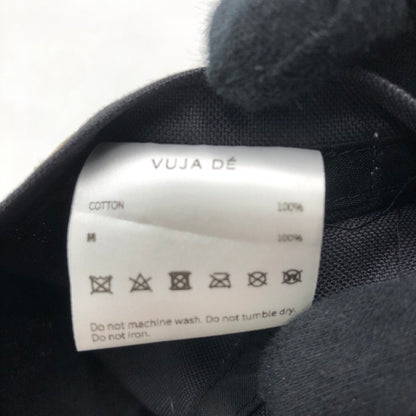 VUJA DÉ
COTTON 100%
M 100%
Do not machine wash. Do not tumble dry.
Do not iron.